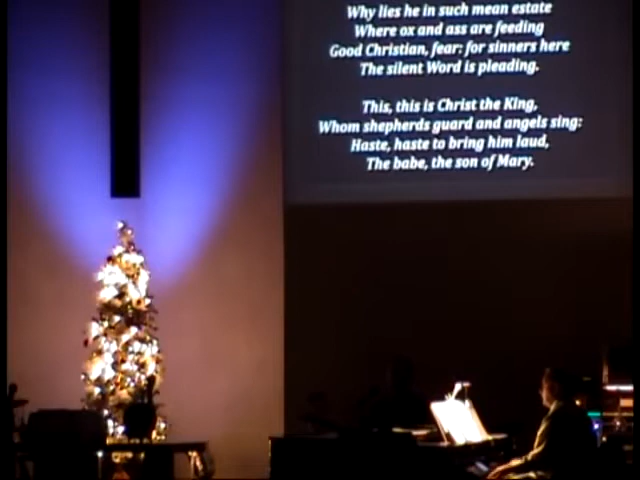 Why lies he in such mean estate
Where ox and ass are feeding
Good Christian, fear: for sinners here
The silent Word is pleading.
This, this is Christ the King,
Whom shepherds guard and angels sing:
Haste, haste to bring him laud,
The babe, the son of Mary.